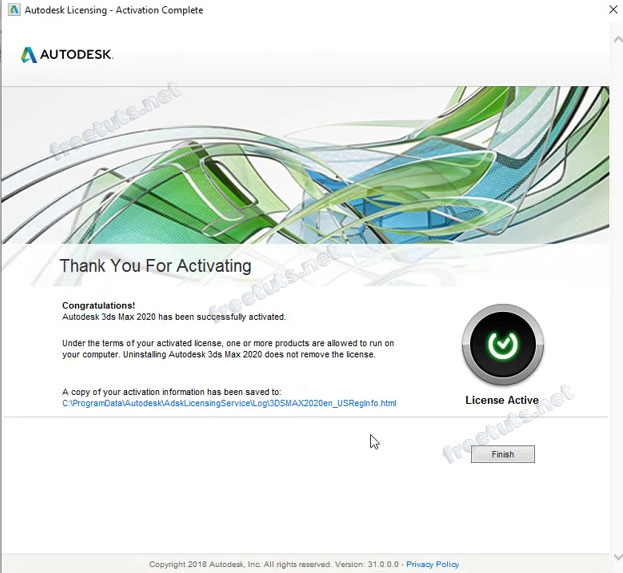 Autodesk Licensing - Activation Complete
AUTODESK.
freetuts.net
Thank You For Activating
freetuts.net
Congratulations!
Autodesk 3ds Max 2020 has been successfully activated.
Under the terms of your activated license, one or more products are allowed to run on
your computer. Uninstalling Autodesk 3ds Max 2020 does not remove the license.
A copy of your activation information has been saved to:
C:\ProgramData\Autodesk\AdskLicensingService\Log\3DSMAX2020en_USRegInfo.html
License Active
freetuts.net
Finish
Copyright 2018 Autodesk, Inc. All rights reserved. Version: 31.0.0.0 - Privacy Policy